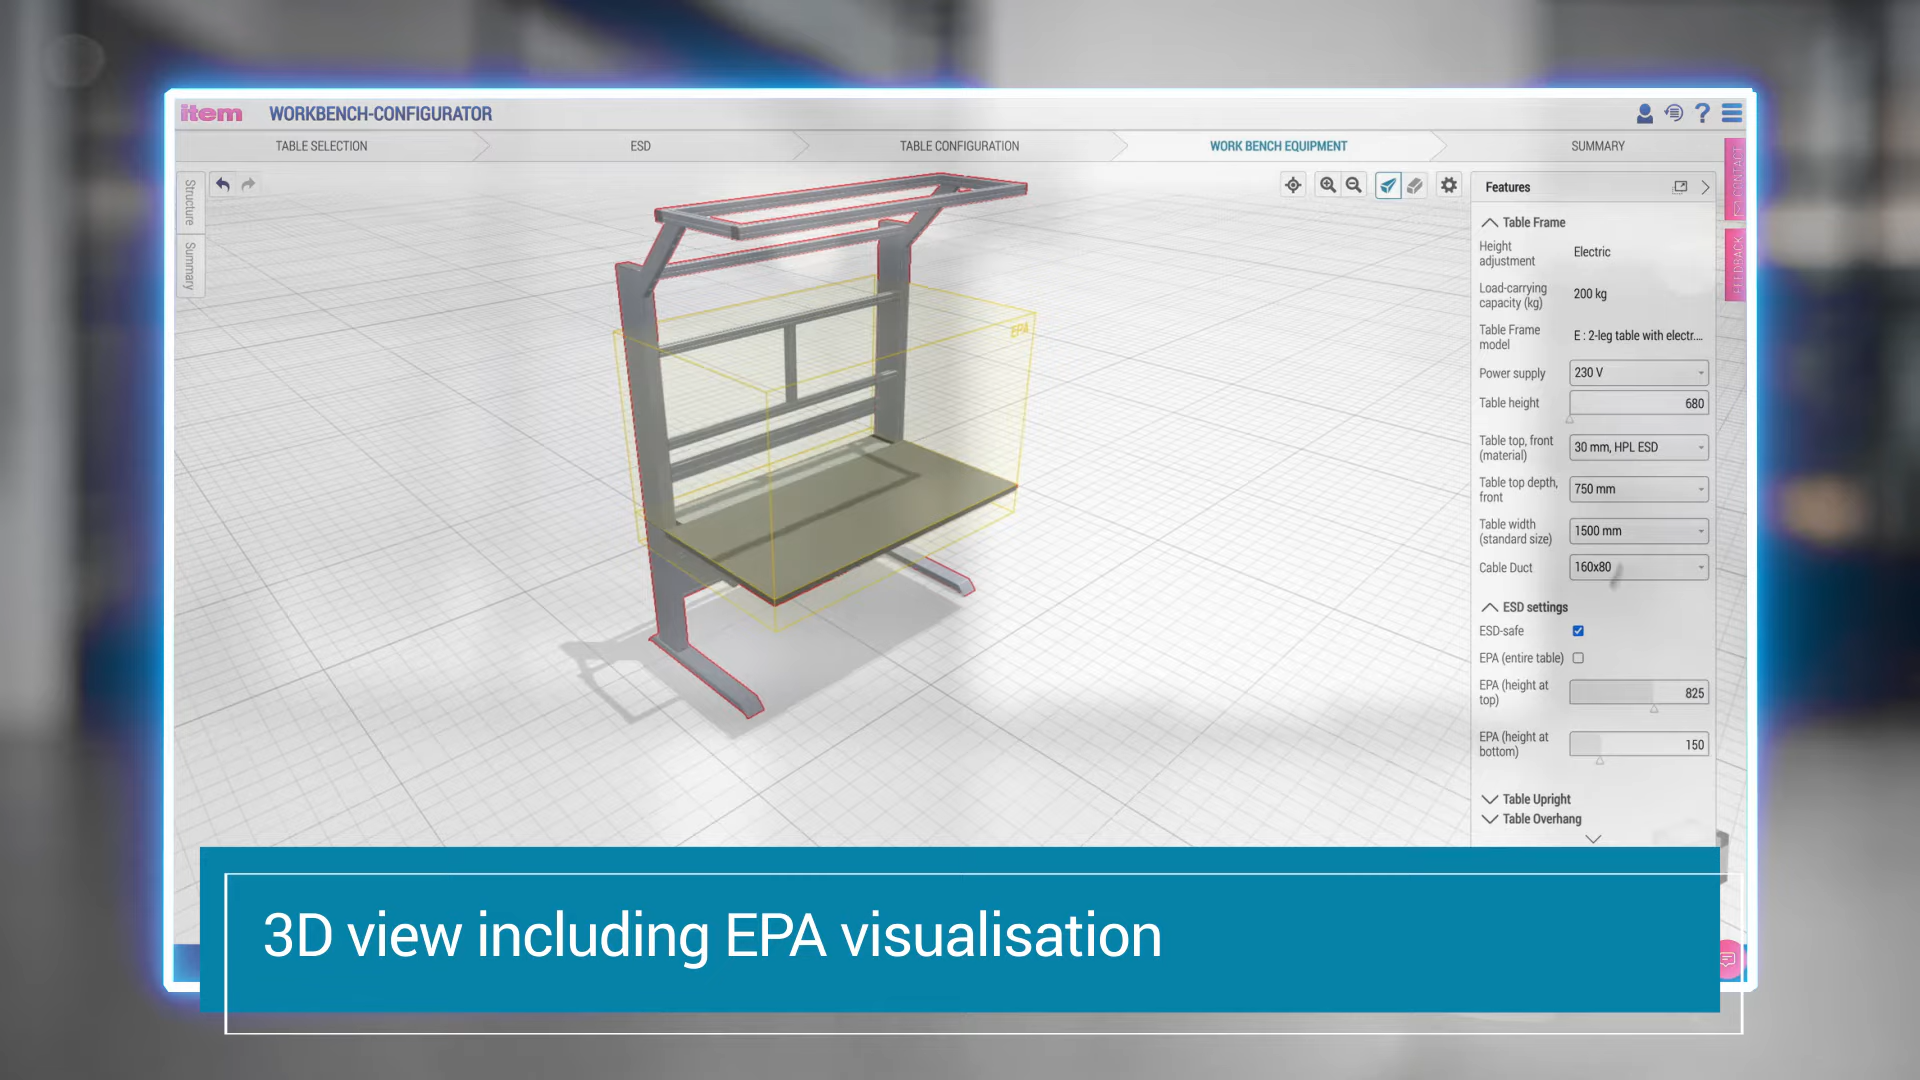 item WORKBENCH-CONFIGURATOR
TABLE SELECTION ESD TABLE CONFIGURATION WORK BENCH EQUIPMENT SUMMARY
Structure
Summary
EPA
Features
Table Frame
Height
adjustment
Electric
Load-carrying
capacity (kg)
200 kg
Table Frame
model
E : 2-leg table with electr....
Power supply
230 V
Table height
680
Table top, front
(material)
30 mm, HPL ESD
Table top depth,
front
750 mm
Table width
(standard size)
1500 mm
Cable Duct
160x80
ESD settings
ESD-safe
EPA (entire table)
EPA (height at
top)
825
EPA (height at
bottom)
150
Table Upright
Table Overhang
CONTACT
FEEDBACK
3D view including EPA visualisation